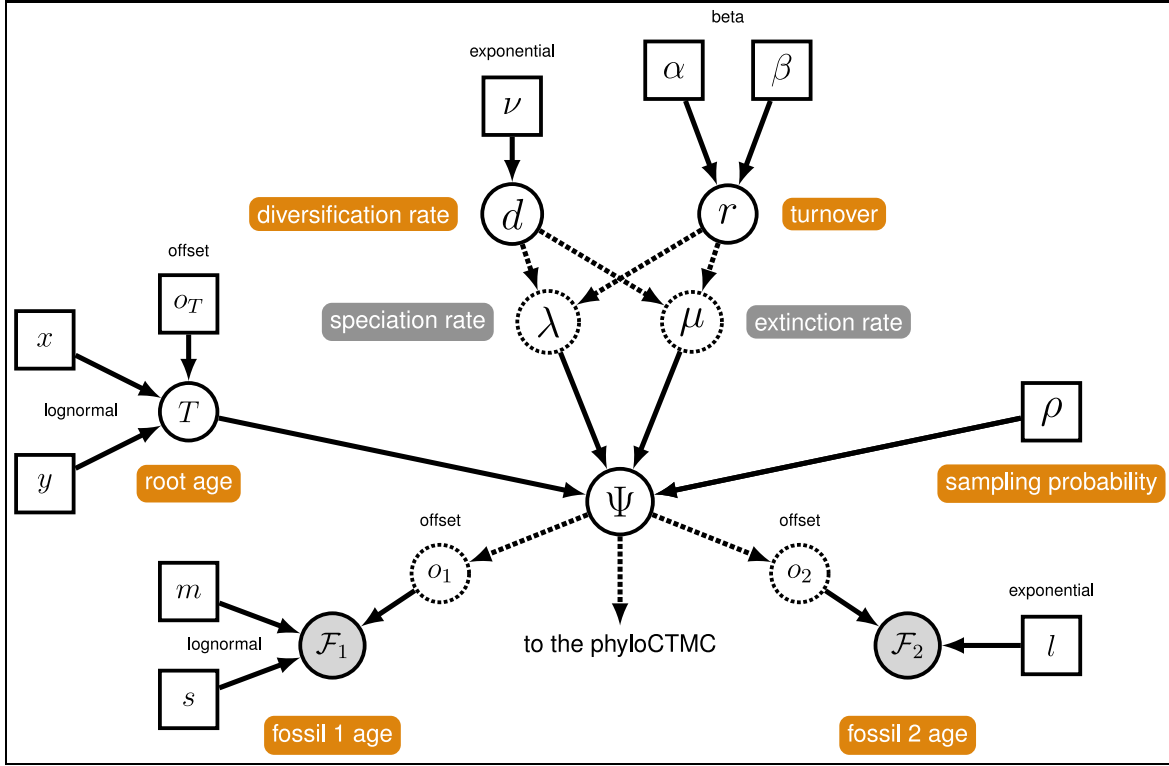 beta
exponential
α
β
ν
diversification rate
d
r
turnover
offset
o_T
speciation rate
λ
μ
extinction rate
x
lognormal
T
ρ
y
root age
sampling probability
Ψ
offset
offset
o_1
o_2
m
exponential
lognormal
F_1
to the phyloCTMC
F_2
l
s
fossil 1 age
fossil 2 age